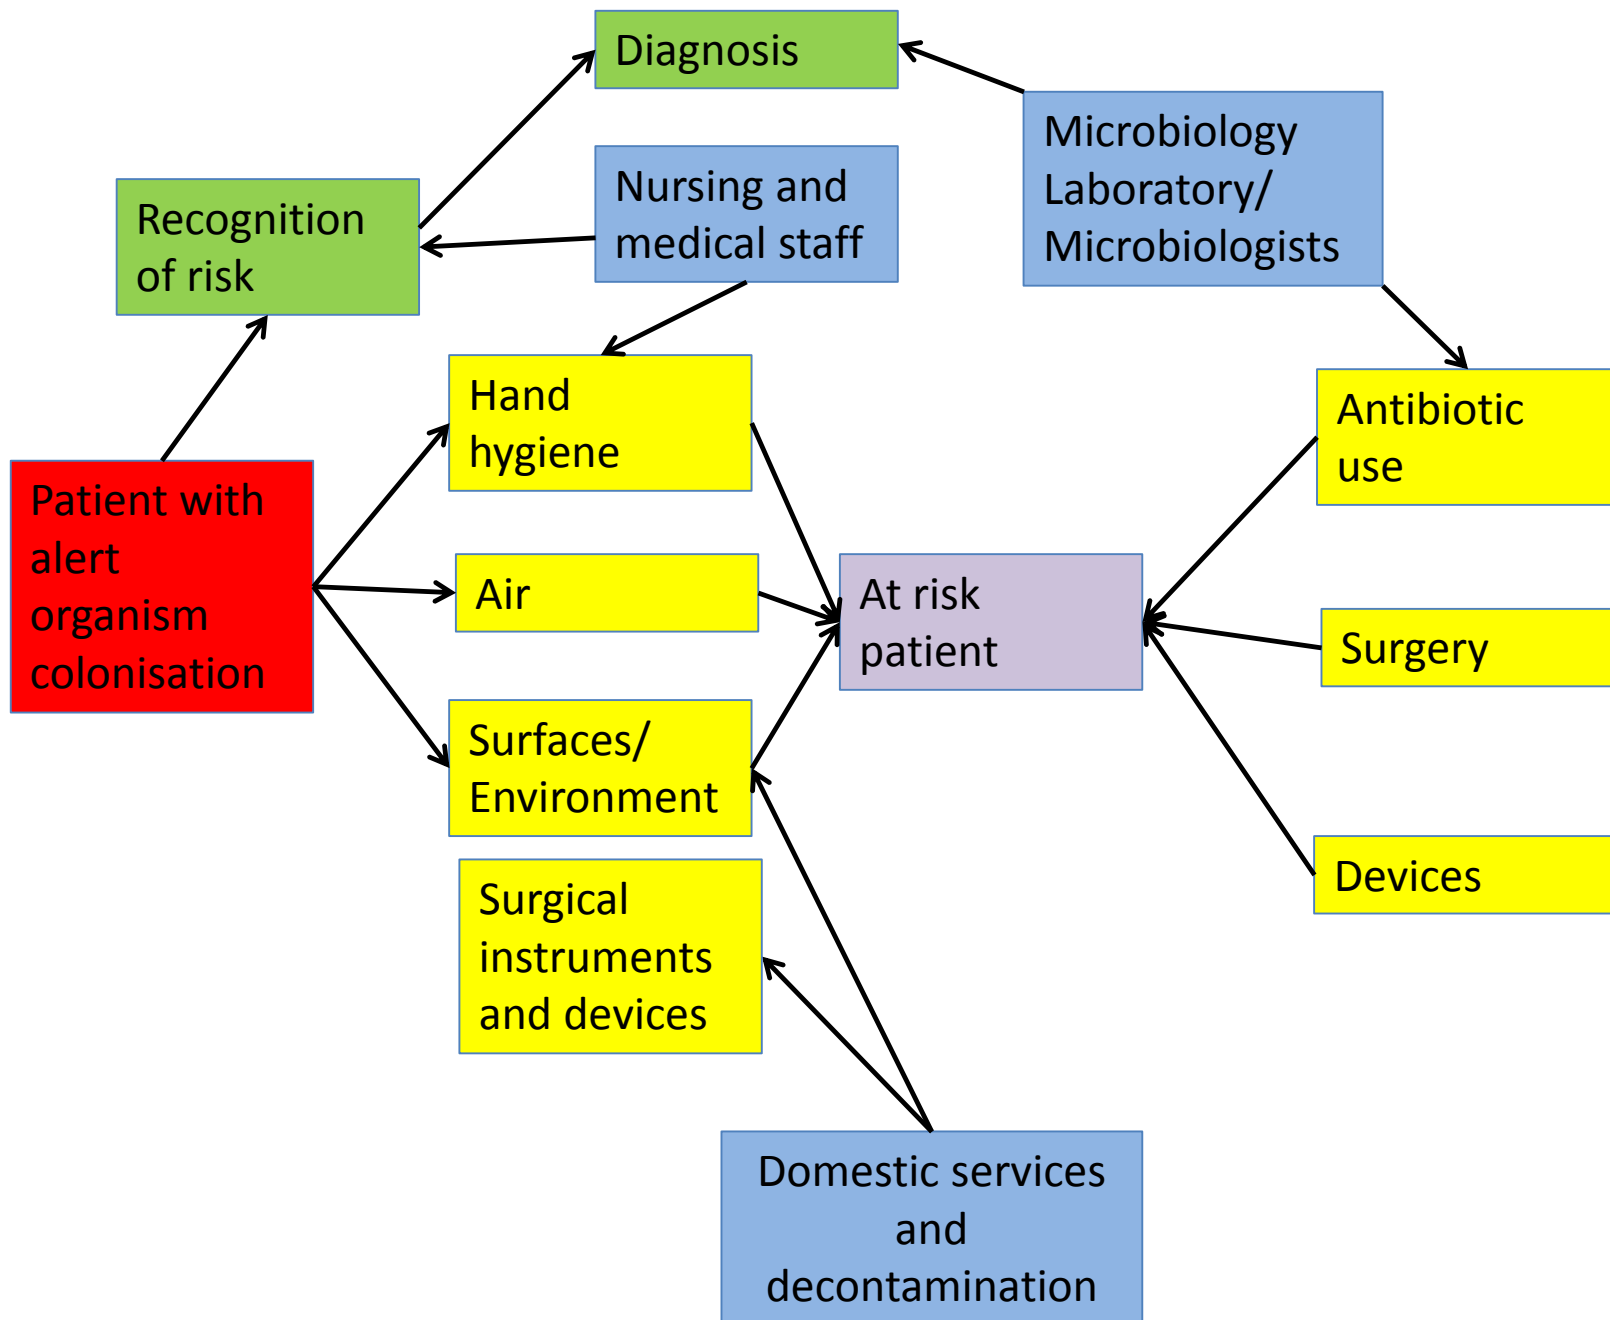 Diagnosis
Microbiology
Laboratory/
Microbiologists
Nursing and
medical staff
Recognition
of risk
Hand
hygiene
Antibiotic
use
Patient with
alert
organism
colonisation
Air
At risk
patient
Surgery
Surfaces/
Environment
Devices
Surgical
instruments
and devices
Domestic services
and
decontamination